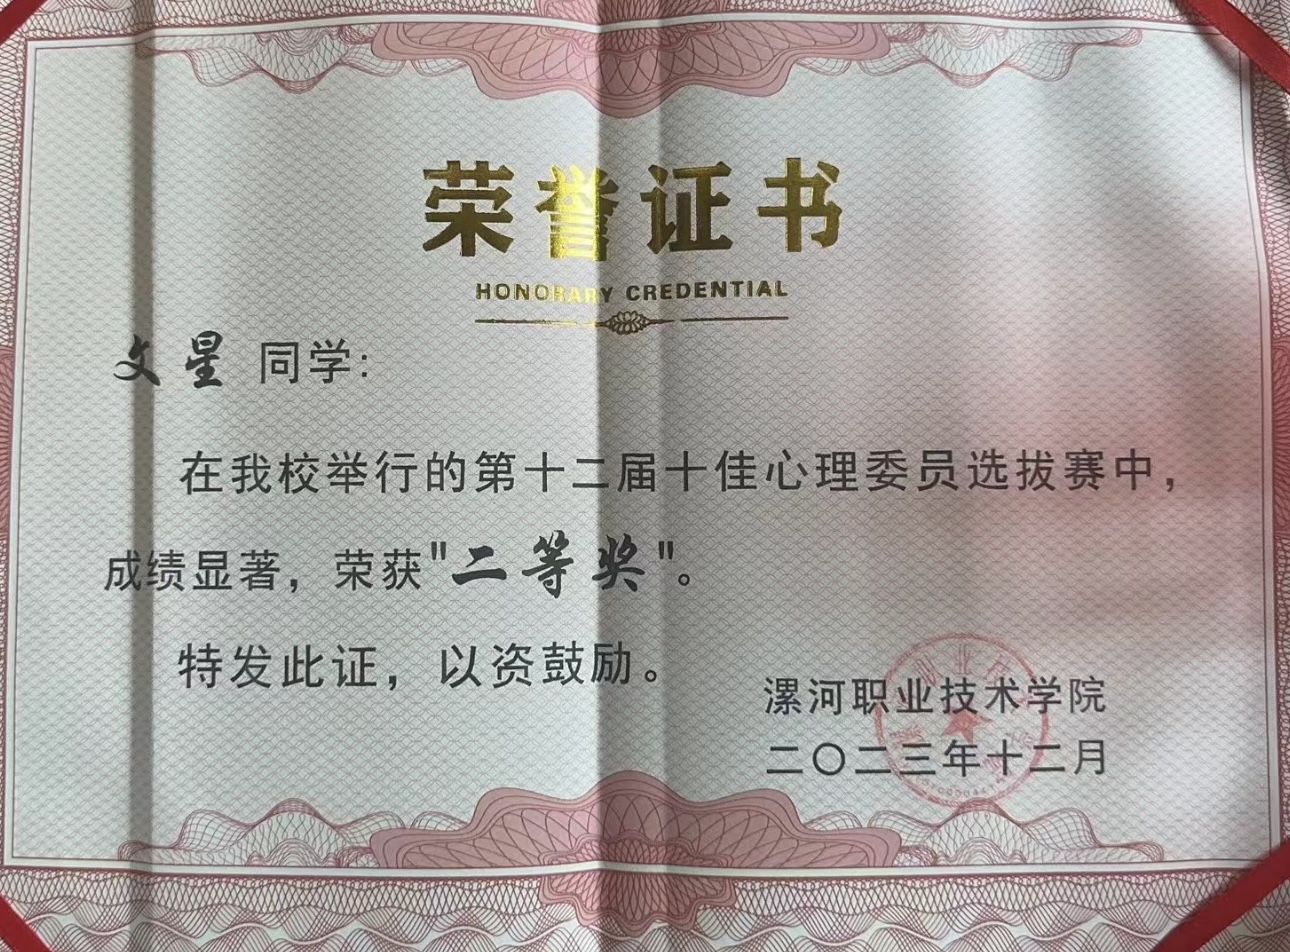 荣誉证书
HONORARY CREDENTIAL
文星 同学:
在我校举行的第十二届十佳心理委员选拔赛中,
成绩显著, 荣获"二等奖"。
特发此证, 以资鼓励。
漯河职业技术学院
二〇二三年十二月